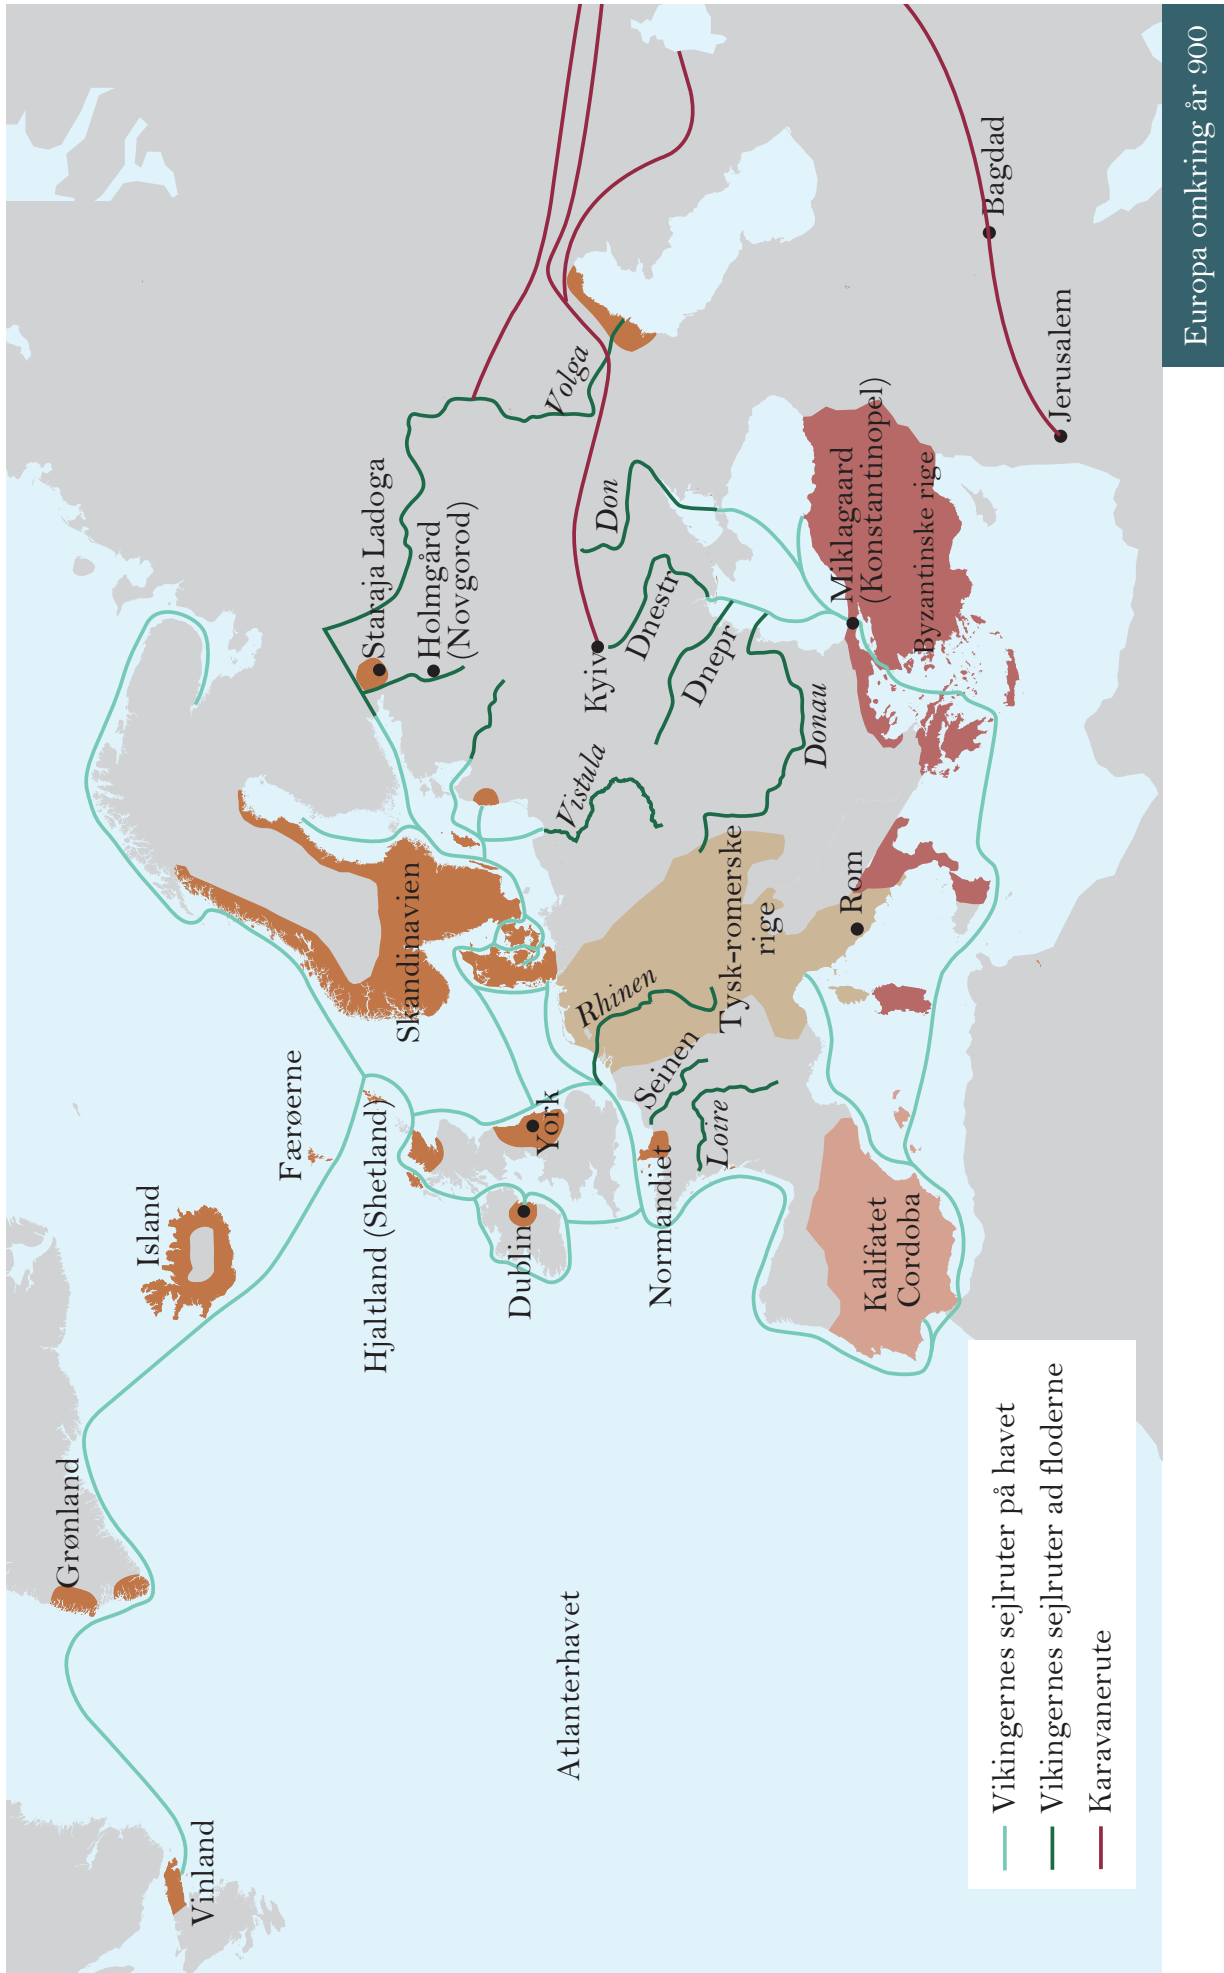 Europa omkring år 900
Grønland
Vinland
Island
Færøerne
Hjaltland (Shetland)
Skandinavien
Staraja Ladoga
Holmgård
(Novgorod)
Dublin
York
Atlanterhavet
Normandiet
Seinen
Loire
Rhinen
Tysk-romerske
rige
Vistula
Kyiv
Dnestr
Dnepr
Don
Volga
Donau
Rom
Miklagaard
(Konstantinopel)
Byzantinske rige
Kalifatet
Cordoba
Bagdad
Jerusalem
Vikingernes sejlruter på havet
Vikingernes sejlruter ad floderne
Karavanerute